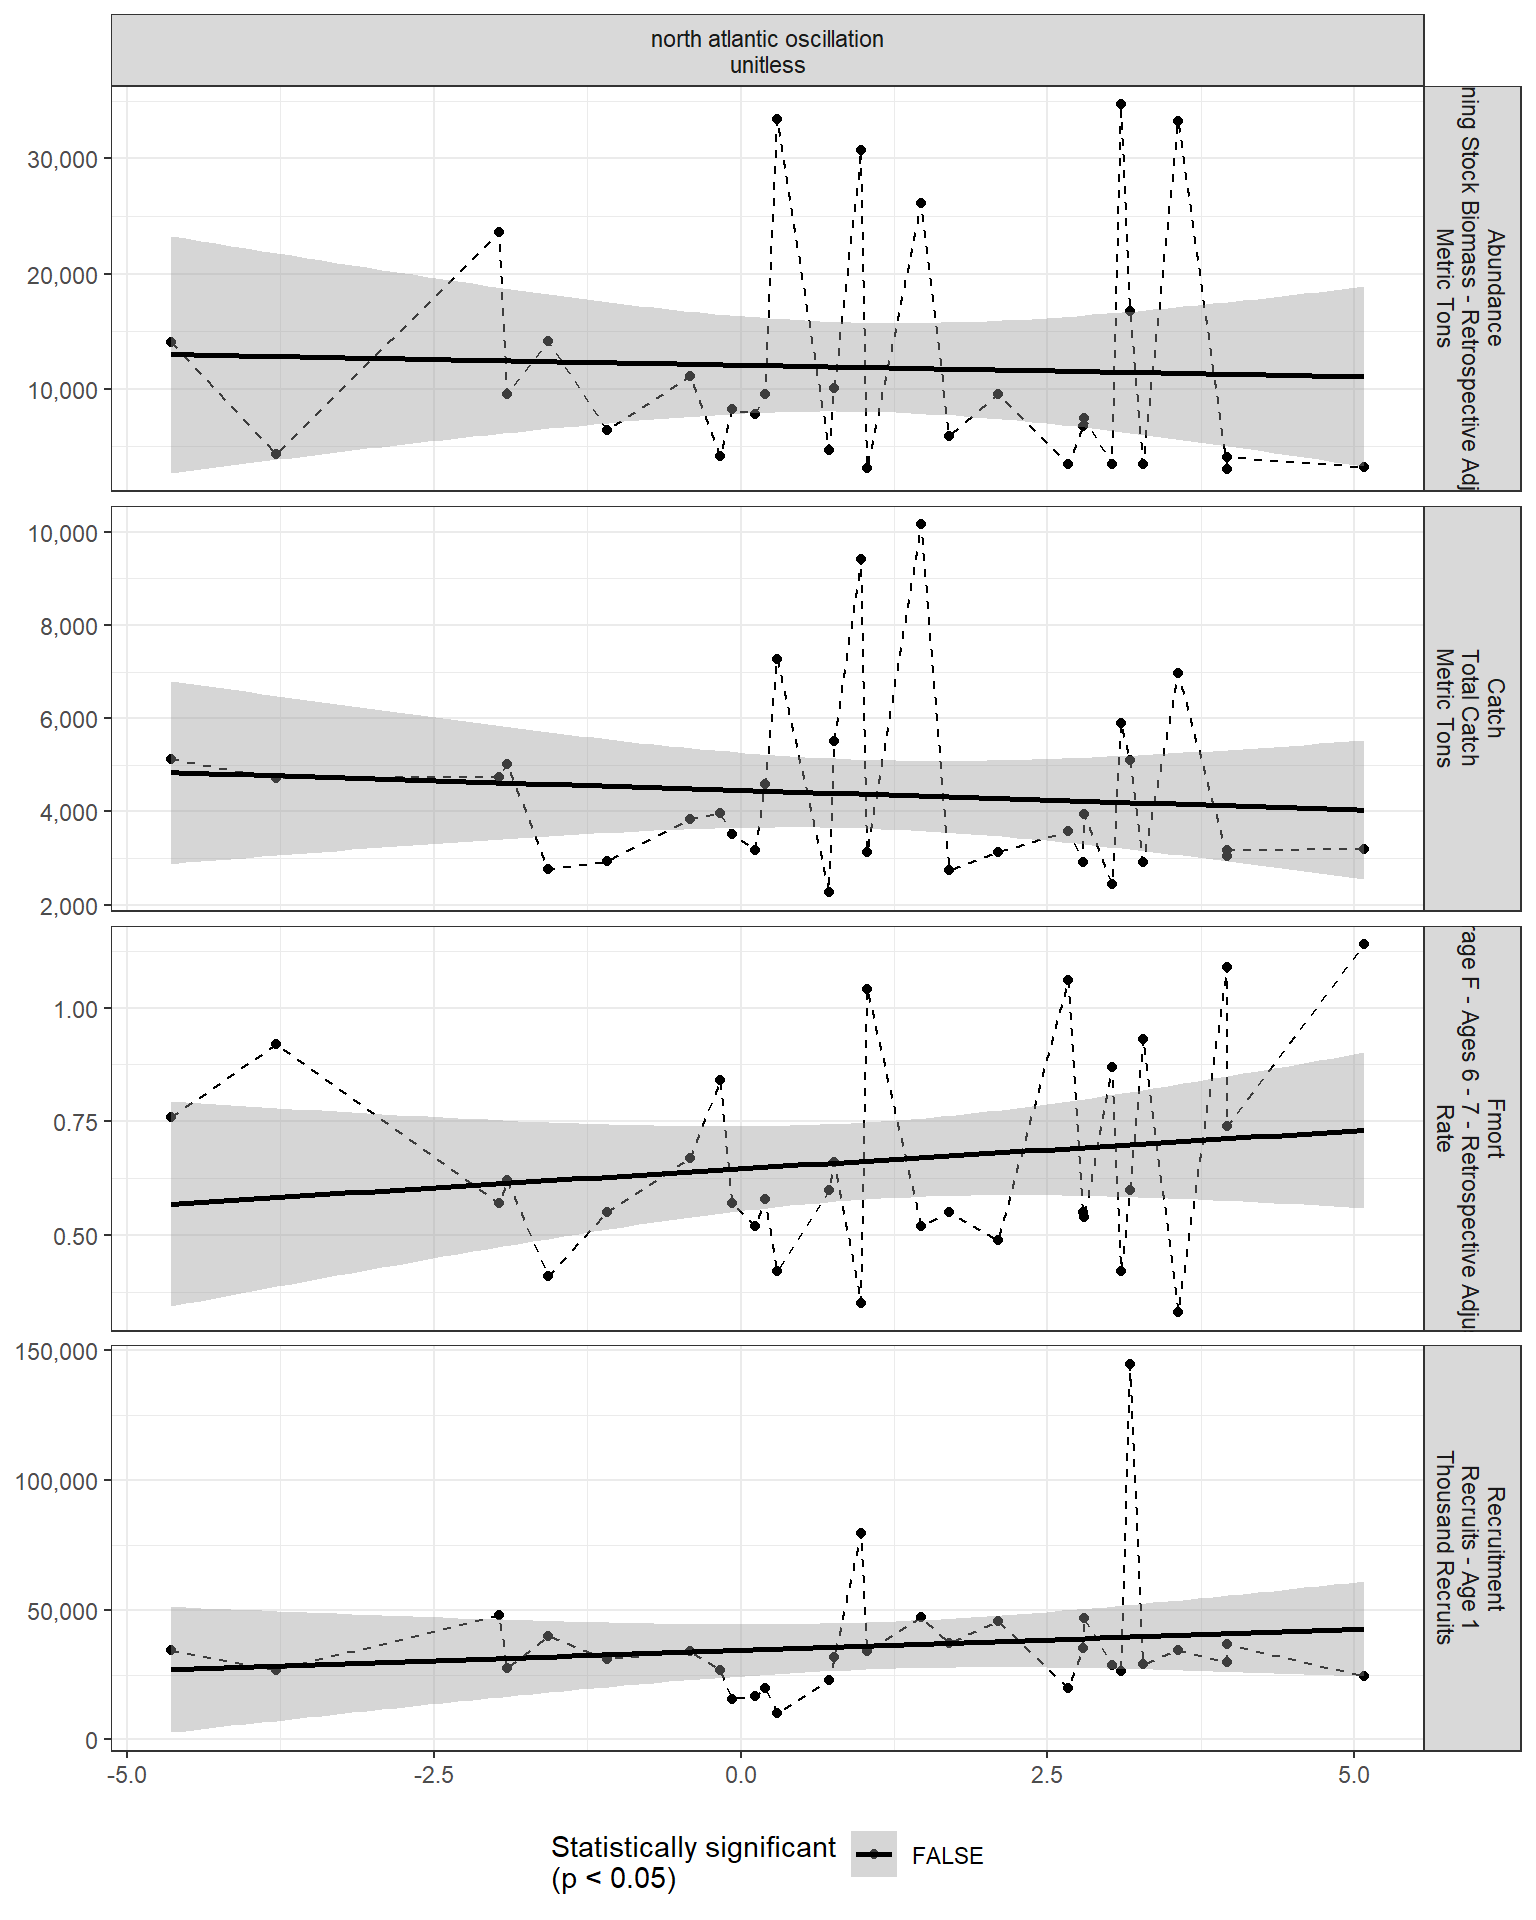 north atlantic oscillation
unitless
30,000
20,000
10,000
Abundance
ning Stock Biomass - Retrospective Adj
Metric Tons
10,000
8,000
6,000
4,000
2,000
Catch
Total Catch
Metric Tons
1.00
0.75
0.50
Fmort
rage F - Ages 6 - 7 - Retrospective Adju
Rate
150,000
100,000
50,000
0
Recruitment
Recruits - Age 1
Thousand Recruits
-5.0
-2.5
0.0
2.5
5.0
Statistically significant
(p < 0.05)
FALSE